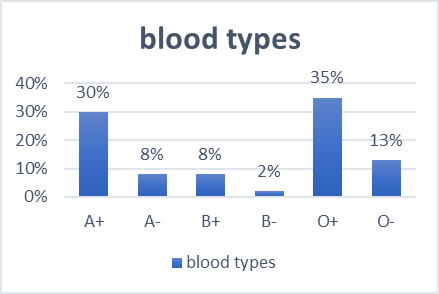 blood types
35%
40%
30%
30%
20%
13%
8%
8%
10%
2%
0%
A+
A-
B+
B-
O+
O-
blood types